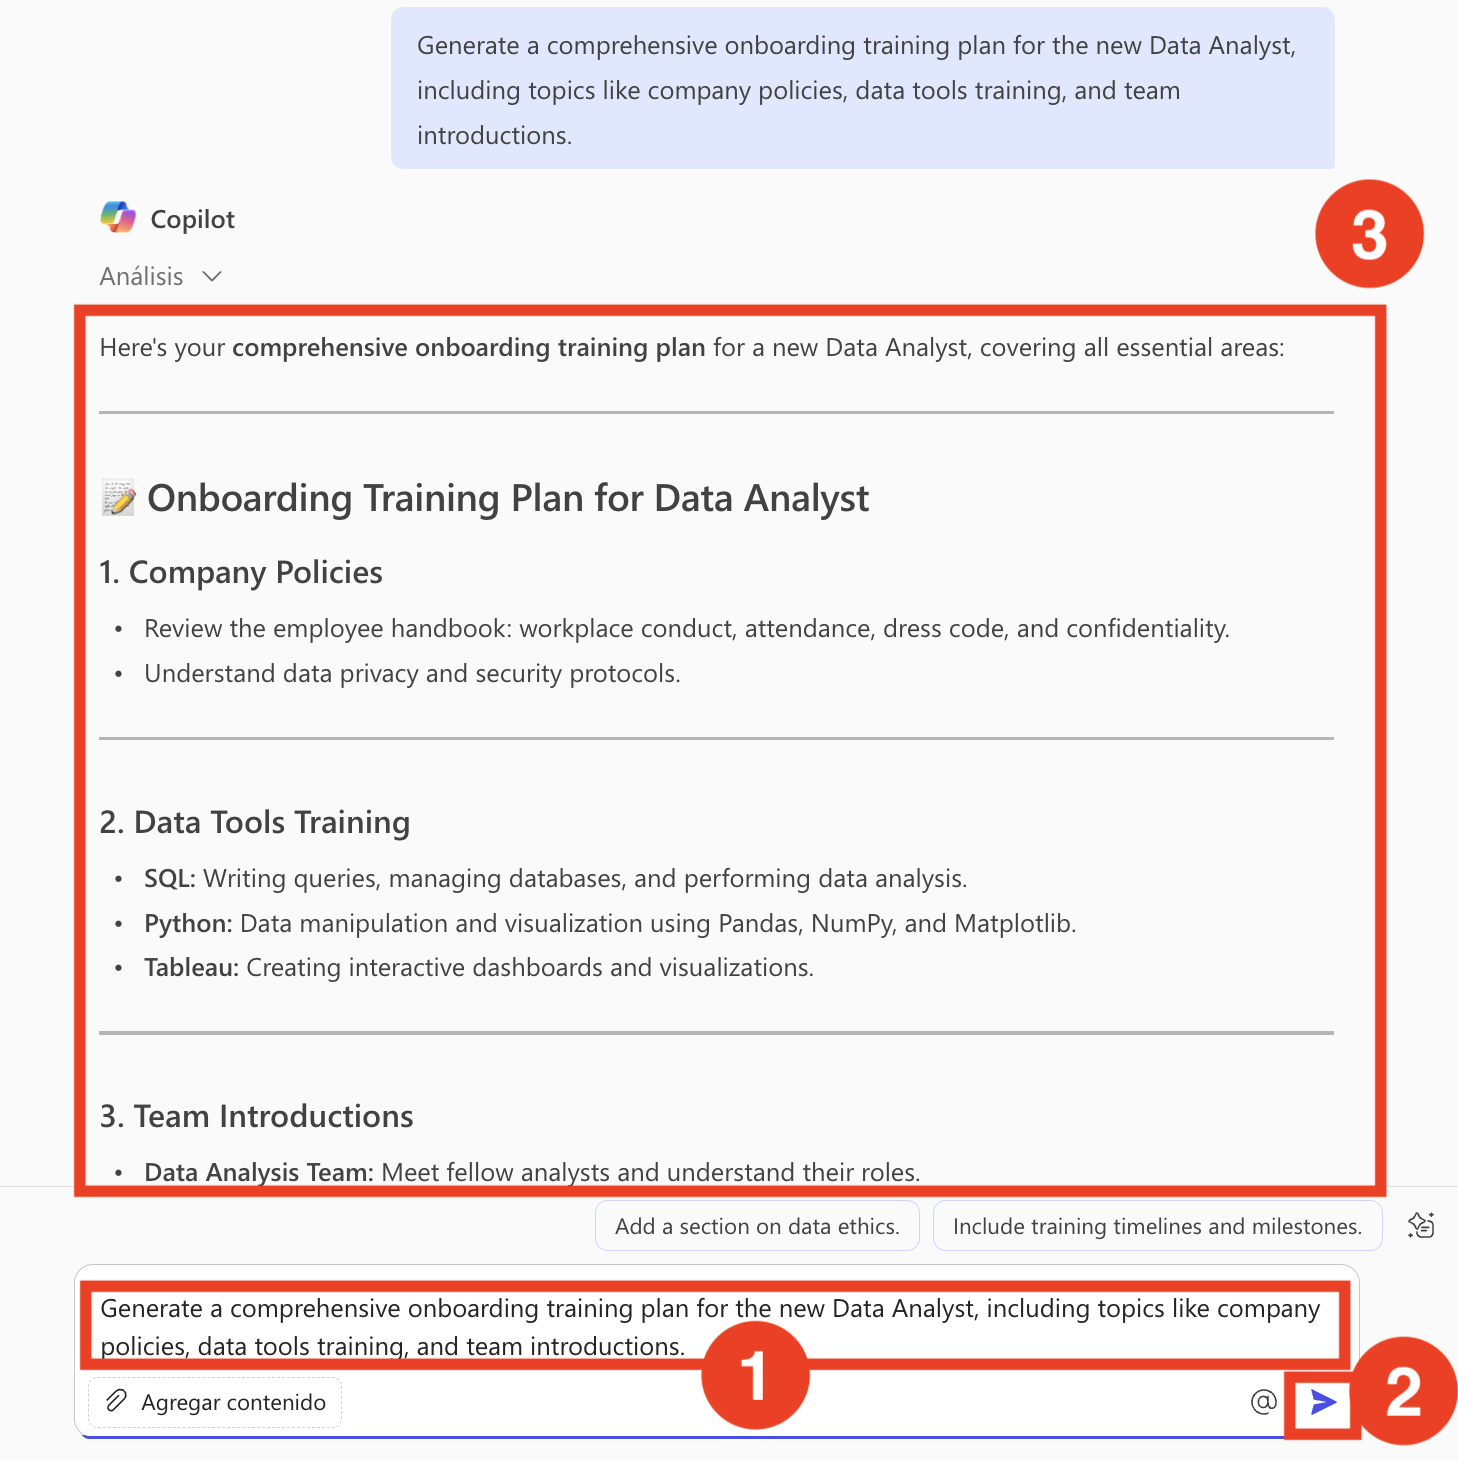 Generate a comprehensive onboarding training plan for the new Data Analyst,
including topics like company policies, data tools training, and team
introductions.
Copilot
3
Análisis
Here's your comprehensive onboarding training plan for a new Data Analyst, covering all essential areas:
Onboarding Training Plan for Data Analyst
1. Company Policies
• Review the employee handbook: workplace conduct, attendance, dress code, and confidentiality.
• Understand data privacy and security protocols.
2. Data Tools Training
• SQL: Writing queries, managing databases, and performing data analysis.
• Python: Data manipulation and visualization using Pandas, NumPy, and Matplotlib.
• Tableau: Creating interactive dashboards and visualizations.
3. Team Introductions
• Data Analysis Team: Meet fellow analysts and understand their roles.
Add a section on data ethics.
Include training timelines and milestones.
Generate a comprehensive onboarding training plan for the new Data Analyst, including topics like company
policies, data tools training, and team introductions.
1
Agregar contenido
@
2